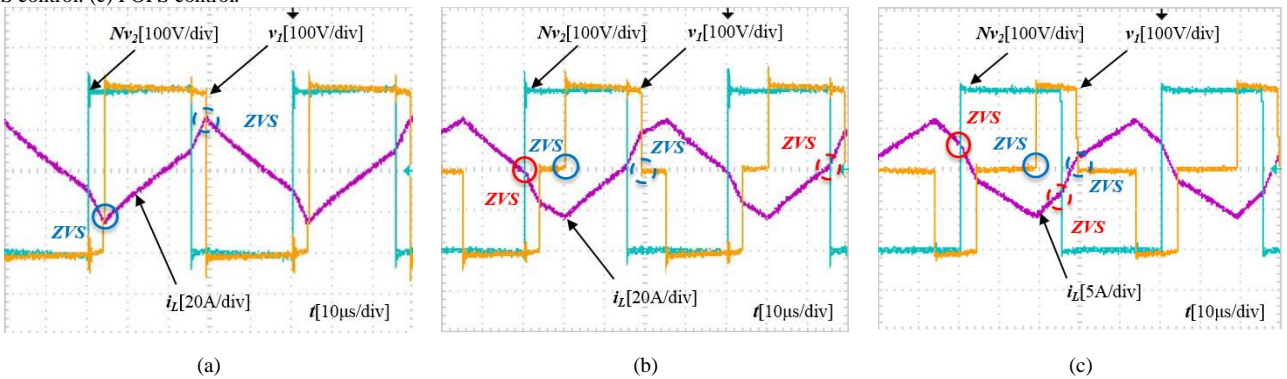 S control. (c) POPS control.
Nv2[100V/div]
v1[100V/div]
ZVS
ZVS
iL[20A/div]
t[10μs/div]
(a)
Nv2[100V/div]
v1[100V/div]
ZVS
ZVS
ZVS
ZVS
iL[20A/div]
t[10μs/div]
(b)
Nv2[100V/div]
v1[100V/div]
ZVS
ZVS
ZVS
ZVS
iL[5A/div]
t[10μs/div]
(c)